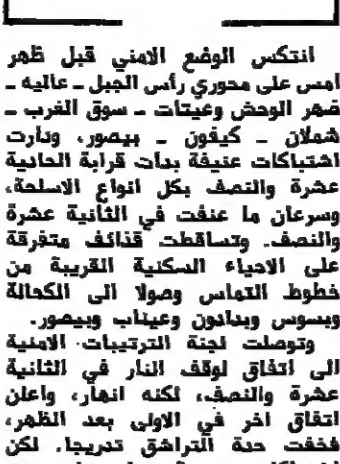 انتكس الوضع الامني قبل ظهر
امس على محوري رأس الجبل ـ عاليه ـ
ضهر الوحش وعيتات ـ سوق الغرب ـ
شملان ـ كيفون ـ بيصور، ودارت
اشتباكات عنيفة بدأت قرابة الحادية
عشرة والنصف بكل انواع الاسلحة،
وسرعان ما عنفت في الثانية عشرة
والنصف. وتساقطت قذائف متفرقة
على الاحياء السكنية القريبة من
خطوط التماس وصولا الى الكحالة
وبسوس وبدادون وعيناب وبيصور.
وتوصلت لجنة الترتيبات الامنية
الى اتفاق لوقف النار في الثانية
عشرة والنصف، لكنه انهار، واعلن
اتفاق اخر في الاولى بعد الظهر،
فخفت حدة التراشق تدريجا. لكن